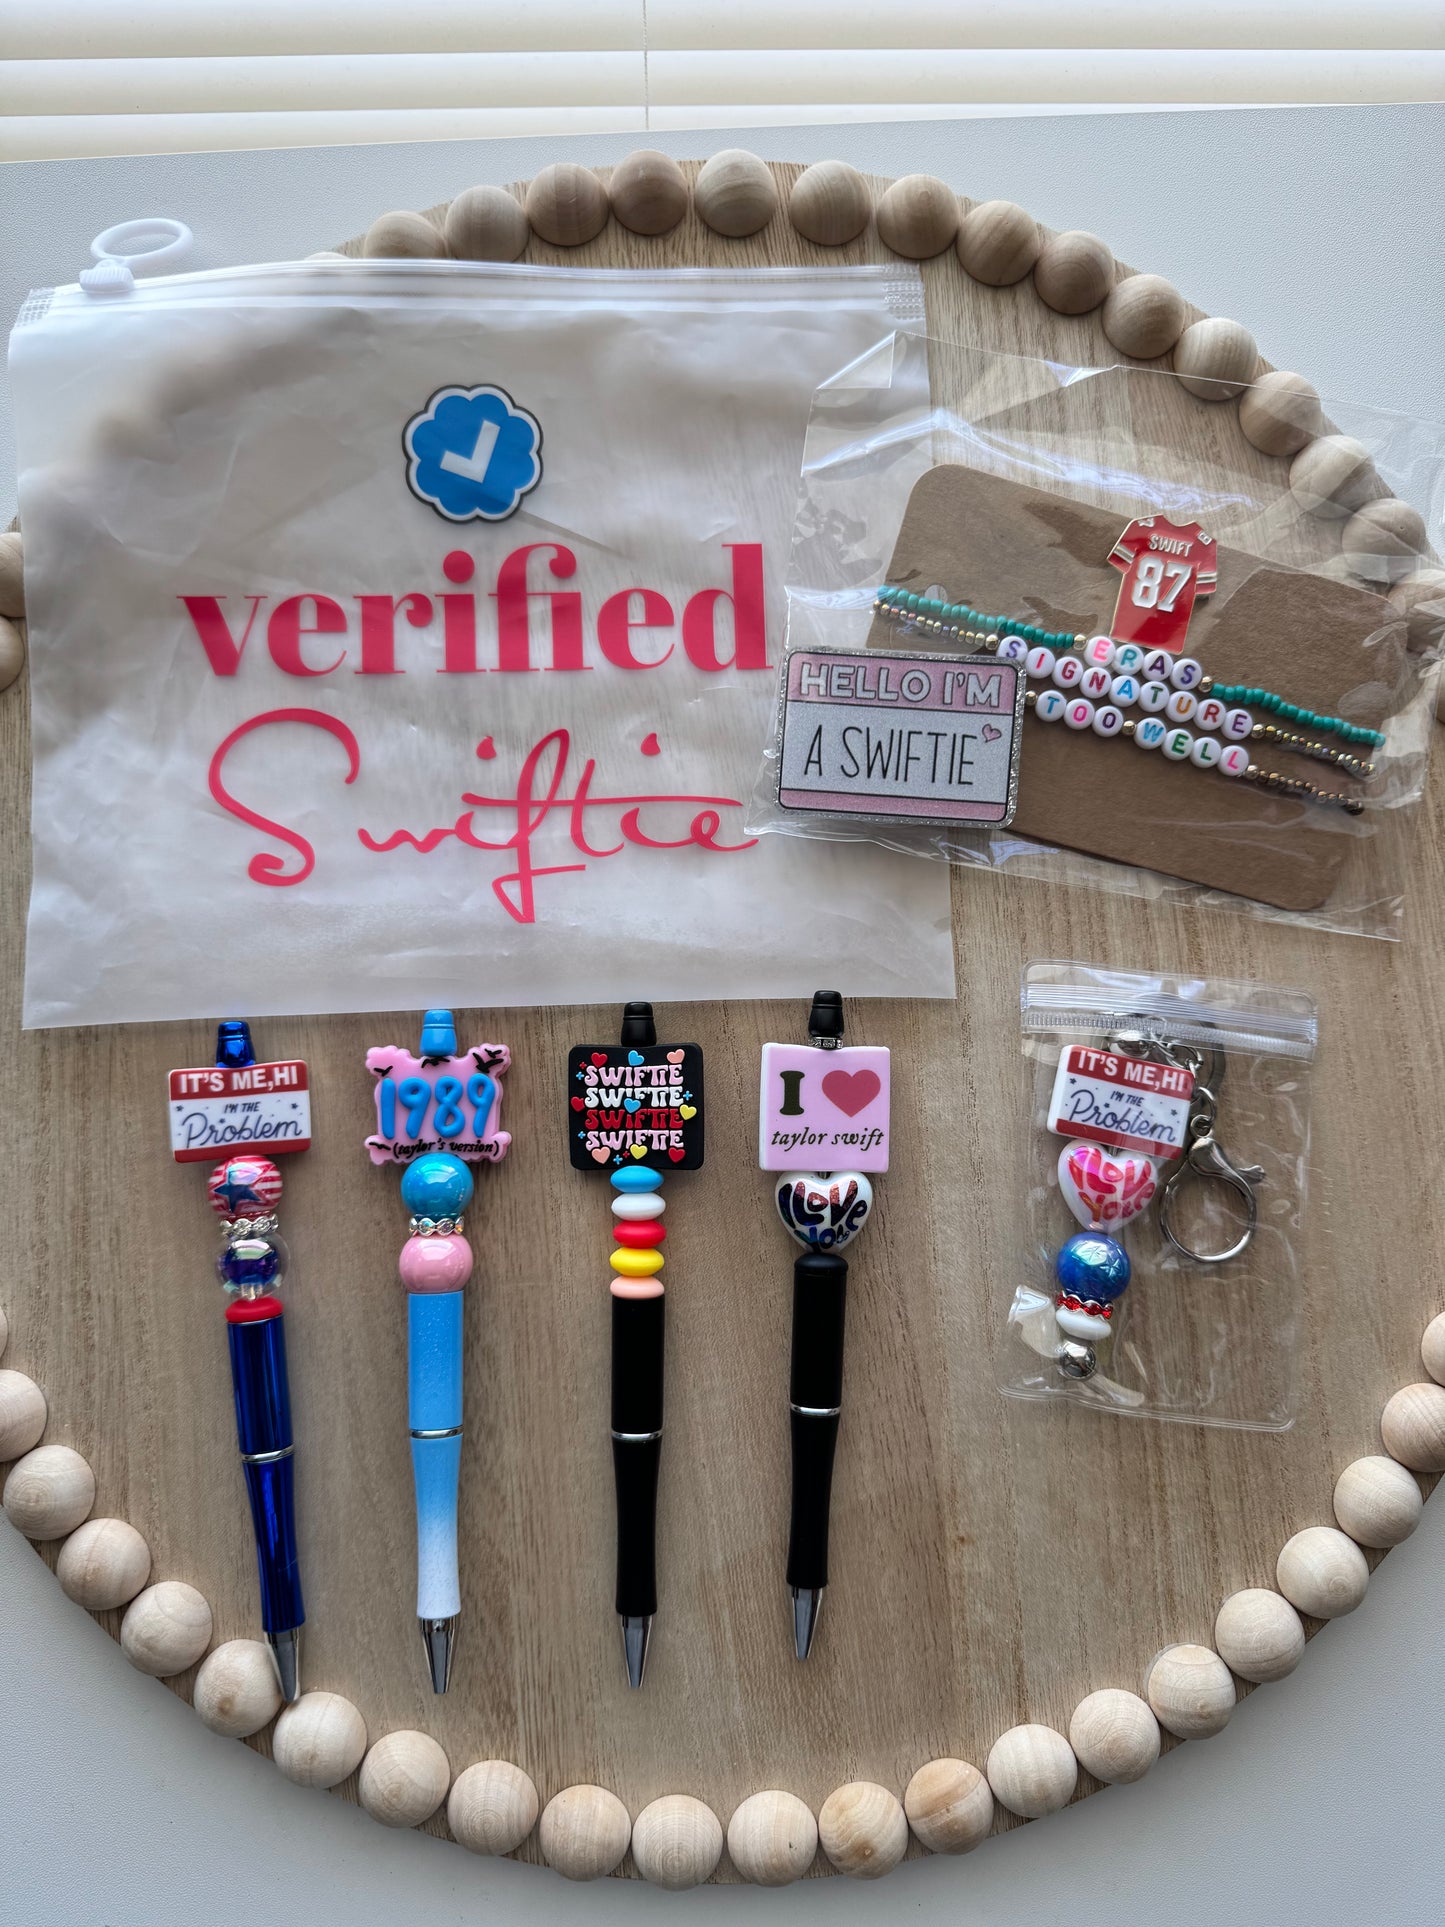 verified
Swiftie
SWIFT
87
ERAS
SIGNATURE
TOO WELL
HELLO I'M
A SWIFTIE
IT'S ME,HI
I'M THE
Problem
1989
(taylor's version)
SWIFTIE
SWIFTIE
SWIFTIE
SWIFTIE
I
taylor swift
I LOVE
YOU
IT'S ME,HI
I'M THE
Problem
I LOVE
YOU